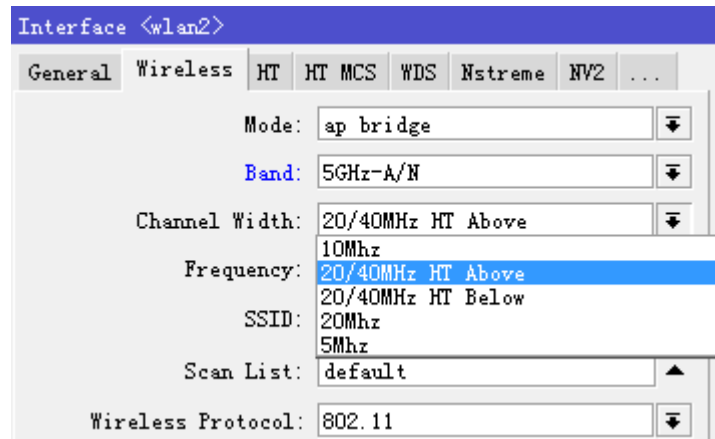 Interface <wlan2>
General Wireless HT HT MCS WDS Nstreme NV2 ...
Mode: ap bridge
Band: 5GHz-A/N
Channel Width: 20/40MHz HT Above
10Mhz
Frequency: 20/40MHz HT Above
20/40MHz HT Below
SSID: 20Mhz
5Mhz
Scan List: default
Wireless Protocol: 802.11